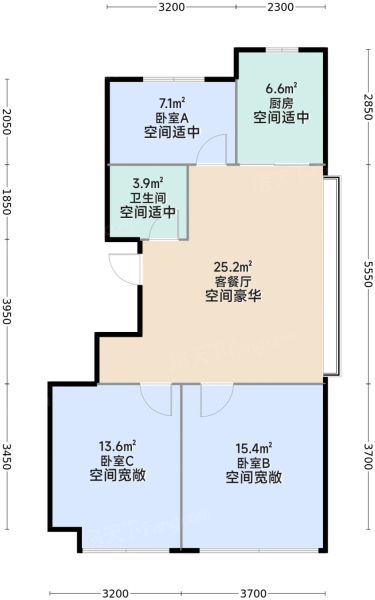 3200
2300
7.1㎡
卧室A
空间适中
6.6㎡
厨房
空间适中
3.9㎡
卫生间
空间适中
25.2㎡
客餐厅
空间豪华
13.6㎡
卧室C
空间宽敞
15.4㎡
卧室B
空间宽敞
2050
1850
3950
3450
2850
5550
3700
3200
3700